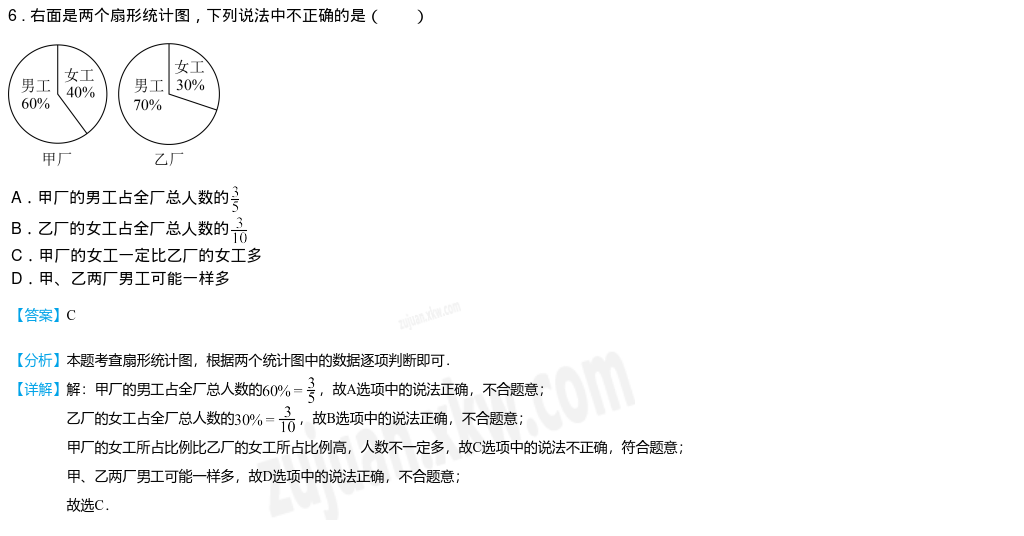 6．右面是两个扇形统计图，下列说法中不正确的是（　　）
男工 60%
女工 40%
男工 70%
女工 30%
甲厂
乙厂
A．甲厂的男工占全厂总人数的3/5
B．乙厂的女工占全厂总人数的3/10
C．甲厂的女工一定比乙厂的女工多
D．甲、乙两厂男工可能一样多
【答案】C
zujuan.xkw.com
【分析】本题考查扇形统计图，根据两个统计图中的数据逐项判断即可．
【详解】解：甲厂的男工占全厂总人数的60%=3/5，故A选项中的说法正确，不合题意；
乙厂的女工占全厂总人数的30%=3/10，故B选项中的说法正确，不合题意；
甲厂的女工所占比例比乙厂的女工所占比例高，人数不一定多，故C选项中的说法不正确，符合题意；
甲、乙两厂男工可能一样多，故D选项中的说法正确，不合题意；
故选C．
zujuan.xkw.com